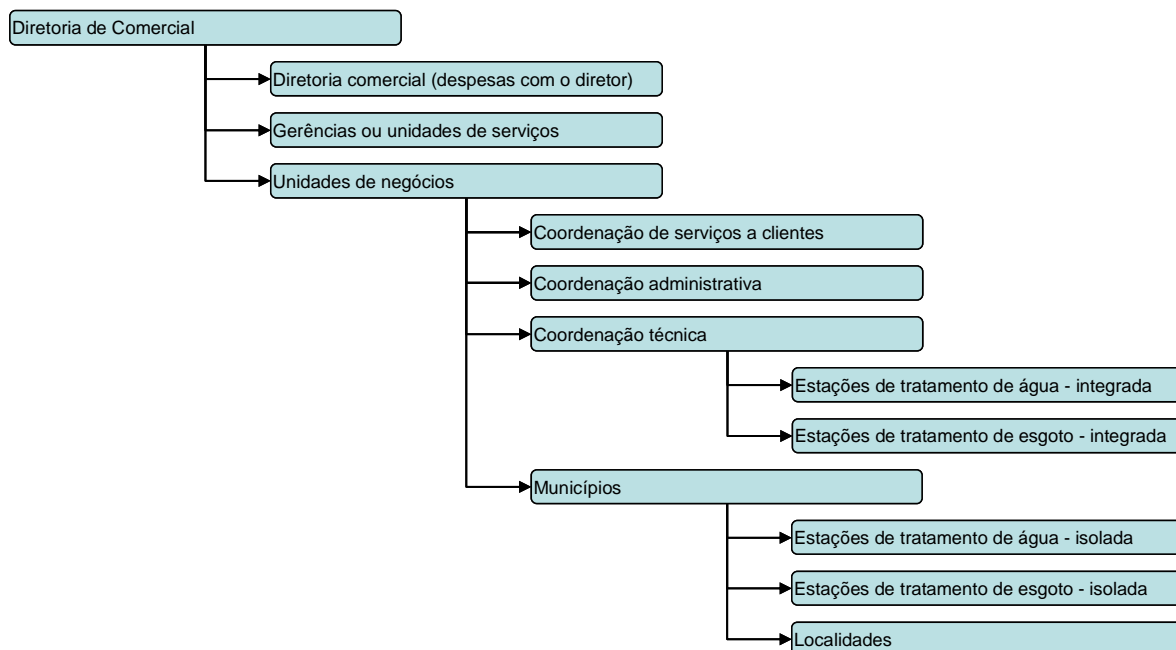 Diretoria de Comercial
Diretoria comercial (despesas com o diretor)
Gerências ou unidades de serviços
Unidades de negócios
Coordenação de serviços a clientes
Coordenação administrativa
Coordenação técnica
Estações de tratamento de água - integrada
Estações de tratamento de esgoto - integrada
Municípios
Estações de tratamento de água - isolada
Estações de tratamento de esgoto - isolada
Localidades